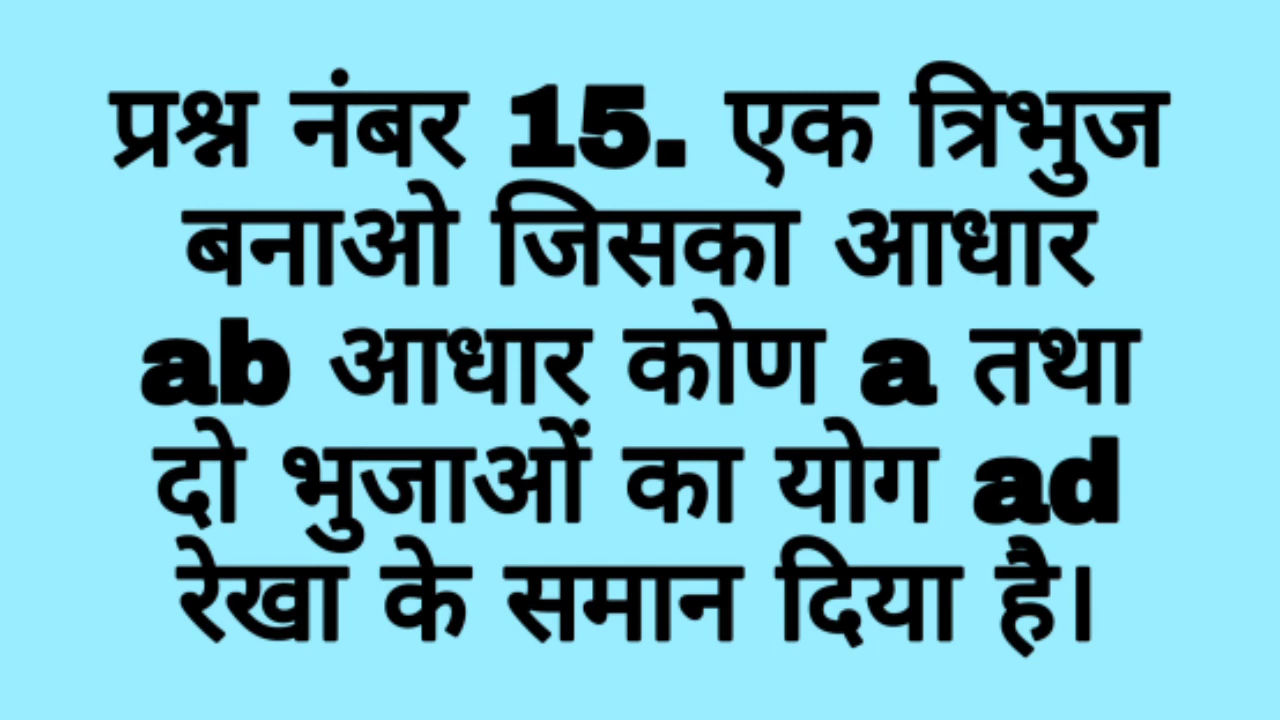 प्रश्न नंबर 15. एक त्रिभुज
बनाओ जिसका आधार
ab आधार कोण a तथा
दो भुजाओं का योग ad
रेखा के समान दिया है।